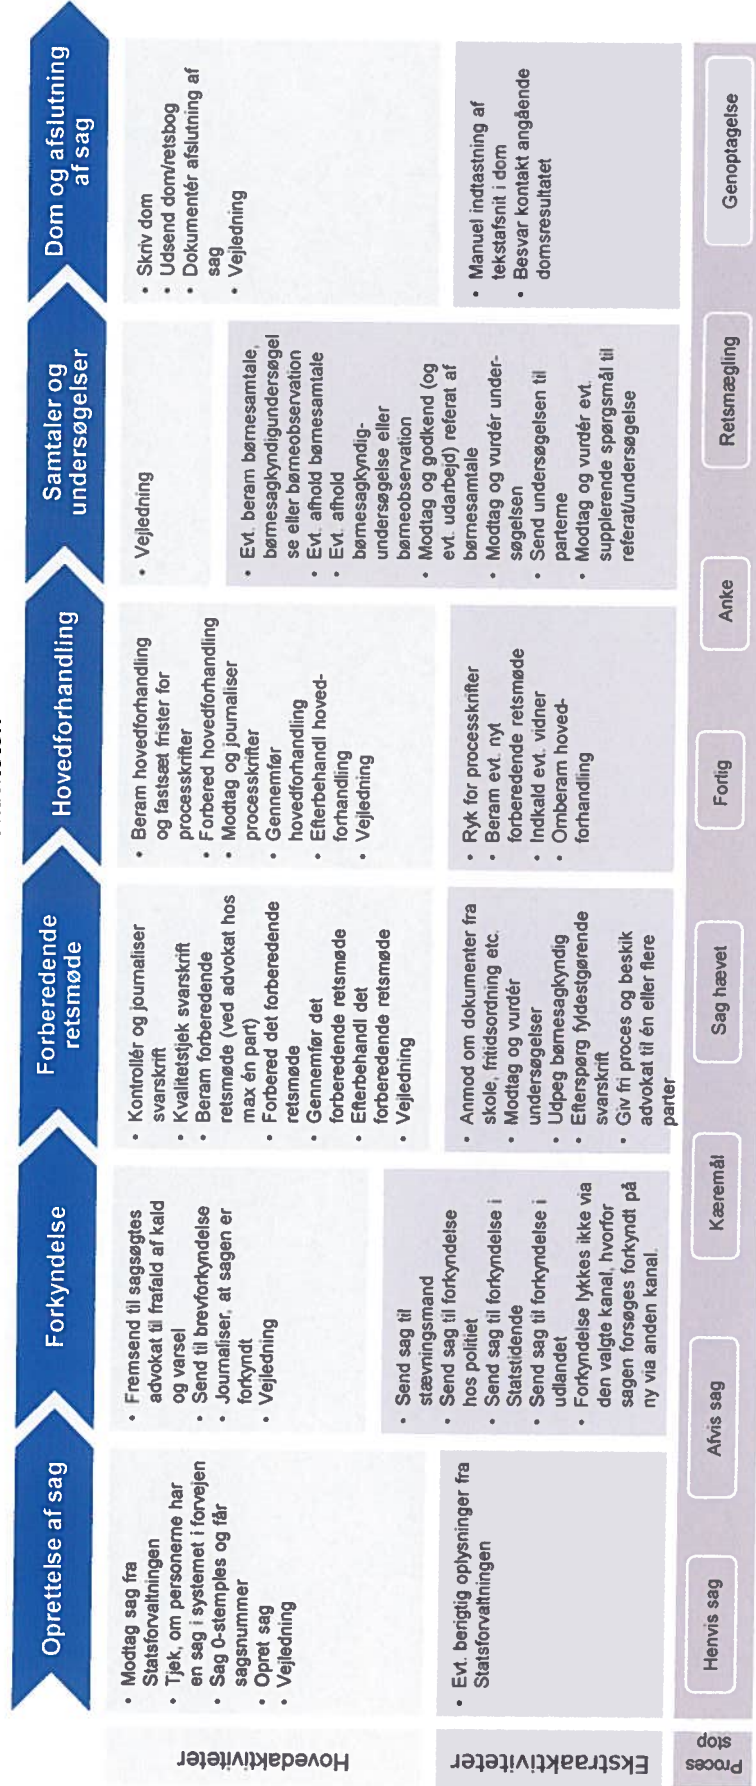 Oprettelse af sag
Forkyndelse
Forberedende
retsmøde
Hovedforhandling
Samtaler og
undersøgelser
Dom og afslutning
af sag
Hovedaktiviteter
• Modtag sag fra
Statsforvaltningen
• Tjek, om personerne har
en sag i systemet i forvejen
• Sag 0-stemples og får
sagsnummer
• Opret sag
• Vejledning
• Fremsend til sagsøgtes
advokat til frafald af kald
og varsel
• Send til brevforkyndelse
• Journaliser, at sagen er
forkyndt
• Vejledning
• Kontrollér og journaliser
svarskrift
• Kvalitetstjek svarskrift
• Beram forberedende
retsmøde (ved advokat hos
max én part)
• Forbered det forberedende
retsmøde
• Gennemfør det
forberedende retsmøde
• Efterbehandl det
forberedende retsmøde
• Vejledning
• Beram hovedforhandling
og fastsæt frister for
processkrifter
• Forbered hovedforhandling
• Modtag og journaliser
processkrifter
• Gennemfør
hovedforhandling
• Efterbehandl hoved-
forhandling
• Vejledning
• Vejledning
• Skriv dom
• Udsend dom/retsbog
• Dokumentér afslutning af
sag
• Vejledning
Ekstraaktiviteter
• Evt. berigtig oplysninger fra
Statsforvaltningen
• Send sag til
stævningsmand
• Send sag til forkyndelse
hos politiet
• Send sag til forkyndelse i
Statstidende
• Send sag til forkyndelse i
udlandet
• Forkyndelse lykkes ikke via
den valgte kanal, hvorfor
sagen forsøges forkyndt på
ny via anden kanal.
• Anmod om dokumenter fra
skole, fritidsordning etc.
• Modtag og vurdér
undersøgelser
• Udpeg børnesagkyndig
• Efterspørg fyldestgørende
svarskrift
• Giv fri proces og beskik
advokat til én eller flere
parter
• Ryk for processkrifter
• Beram evt. nyt
forberedende retsmøde
• Indkald evt. vidner
• Omberam hoved-
forhandling
• Evt. beram børnesamtale,
børnesagkyndigundersøgel
se eller børneobservation
• Evt. afhold børnesamtale
• Evt. afhold
børnesagkyndig-
undersøgelse eller
børneobservation
• Modtag og godkend (og
evt. udarbejd) referat af
børnesamtale
• Modtag og vurdér under-
søgelsen
• Send undersøgelsen til
parterne
• Modtag og vurdér evt.
supplerende spørgsmål til
referat/undersøgelse
• Manuel indtastning af
tekstafsnit i dom
• Besvar kontakt angående
domsresultatet
Proces
stop
Henvis sag
Afvis sag
Kæremål
Sag hævet
Forlig
Anke
Retsmægling
Genoptagelse